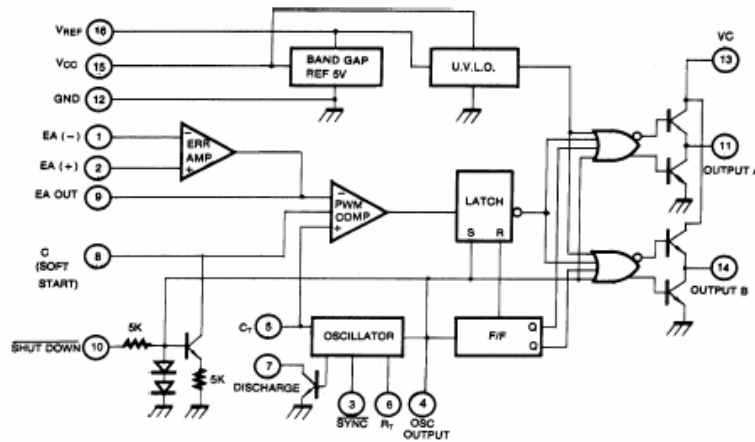 VREF
16
VCC
15
BAND GAP
REF 5V
U.V.L.O.
VC
13
GND
12
EA (−)
1
EA (+)
2
−
ERR
AMP
+
EA OUT
9
11
OUTPUT A
−
PWM
COMP
+
LATCH
S R
C
(SOFT
START)
8
14
OUTPUT B
CT
5
OSCILLATOR
F/F
Q
Q
SHUT DOWN
10
5K
5K
7
DISCHARGE
3
SYNC
6
RT
4
OSC
OUTPUT